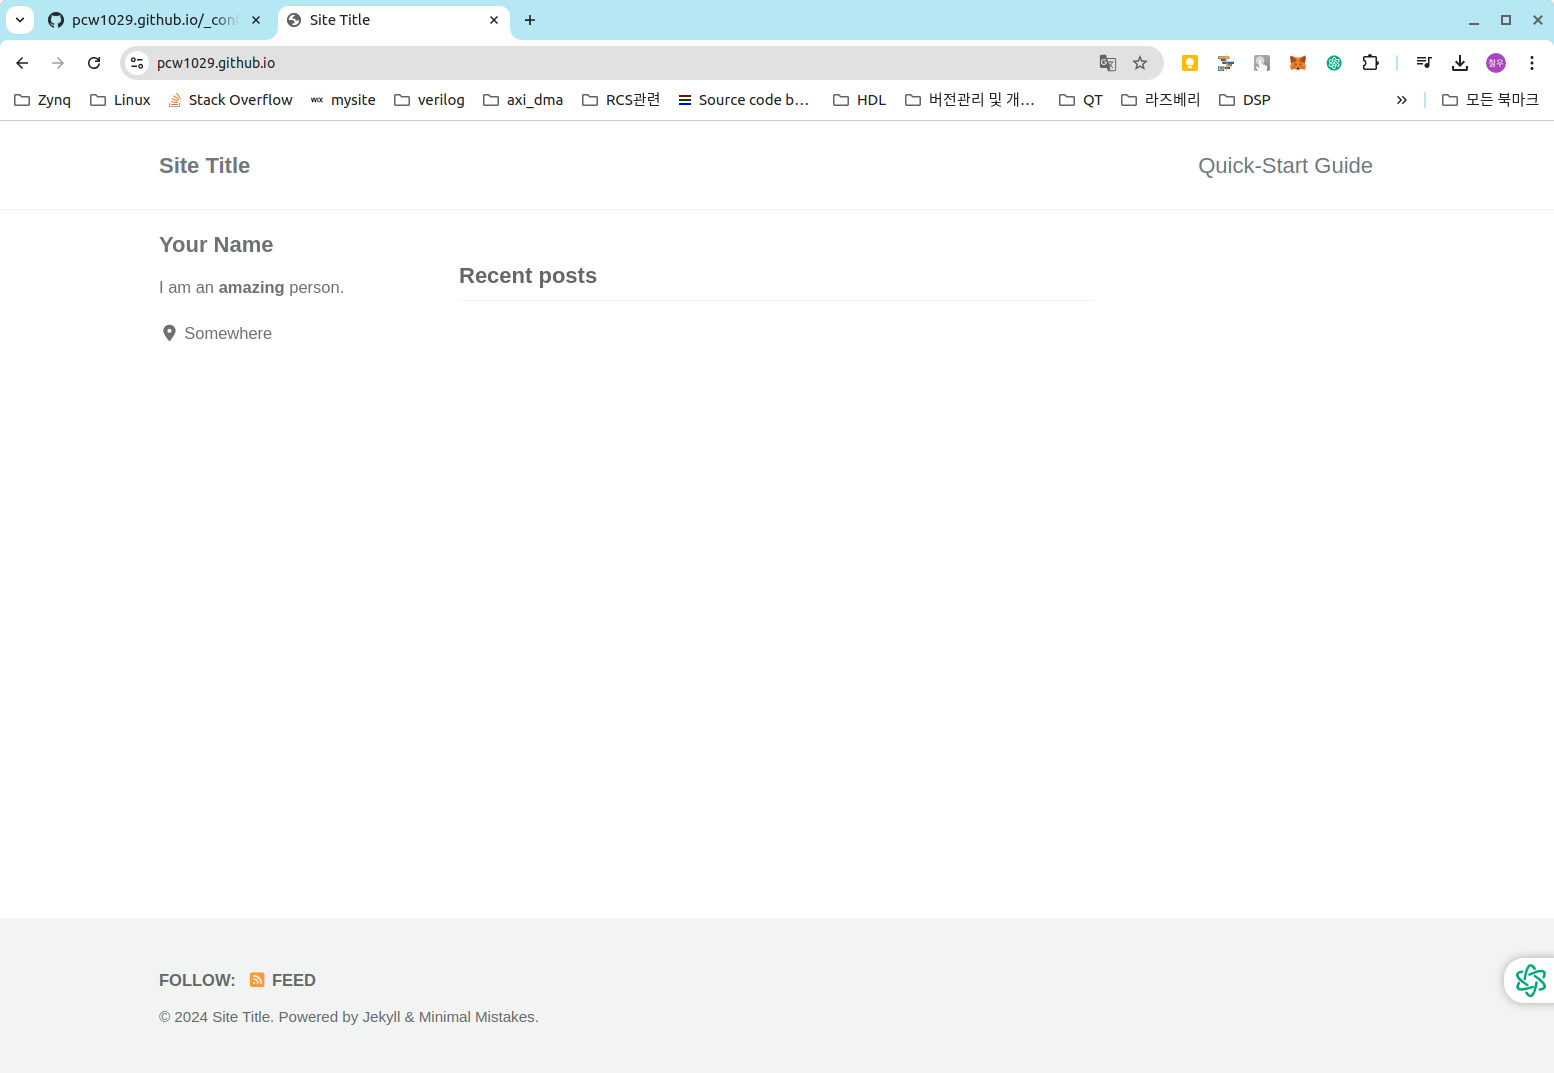 pcw1029.github.io/_con
Site Title
pcw1029.github.io
철우
Zynq
Linux
Stack Overflow
WIX mysite
verilog
axi_dma
RCS관련
Source code b…
HDL
버전관리 및 개…
QT
라즈베리
DSP
»
모든 북마크
Site Title
Quick-Start Guide
Your Name
Recent posts
I am an amazing person.
Somewhere
FOLLOW: FEED
© 2024 Site Title. Powered by Jekyll & Minimal Mistakes.